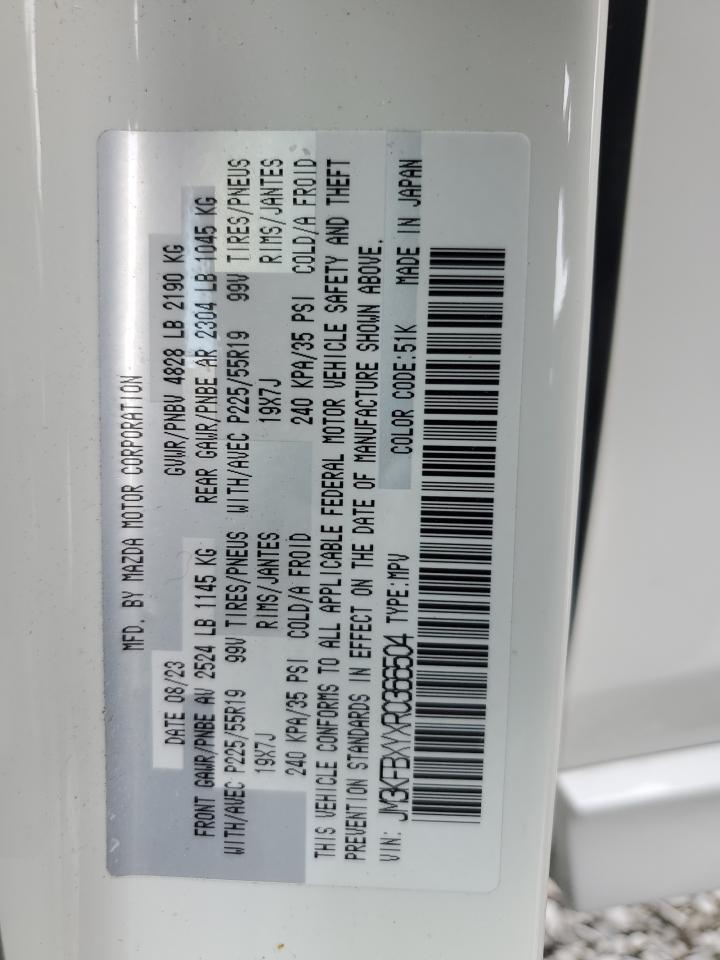 MFD. BY MAZDA MOTOR CORPORATION
DATE 08/23 GVWR/PNBV 4828 LB 2190 KG
FRONT GAWR/PNBE AV 2524 LB 1145 KG REAR GAWR/PNBE AR 2304 LB 1045 KG
WITH/AVEC P225/55R19 99V TIRES/PNEUS WITH/AVEC P225/55R19 99V TIRES/PNEUS
19X7J RIMS/JANTES 19X7J RIMS/JANTES
240 KPA/35 PSI COLD/A FROID 240 KPA/35 PSI COLD/A FROID
THIS VEHICLE CONFORMS TO ALL APPLICABLE FEDERAL MOTOR VEHICLE SAFETY AND THEFT
PREVENTION STANDARDS IN EFFECT ON THE DATE OF MANUFACTURE SHOWN ABOVE.
VIN: JM3KFBXYXR0366504 TYPE:MPV COLOR CODE:51K MADE IN JAPAN